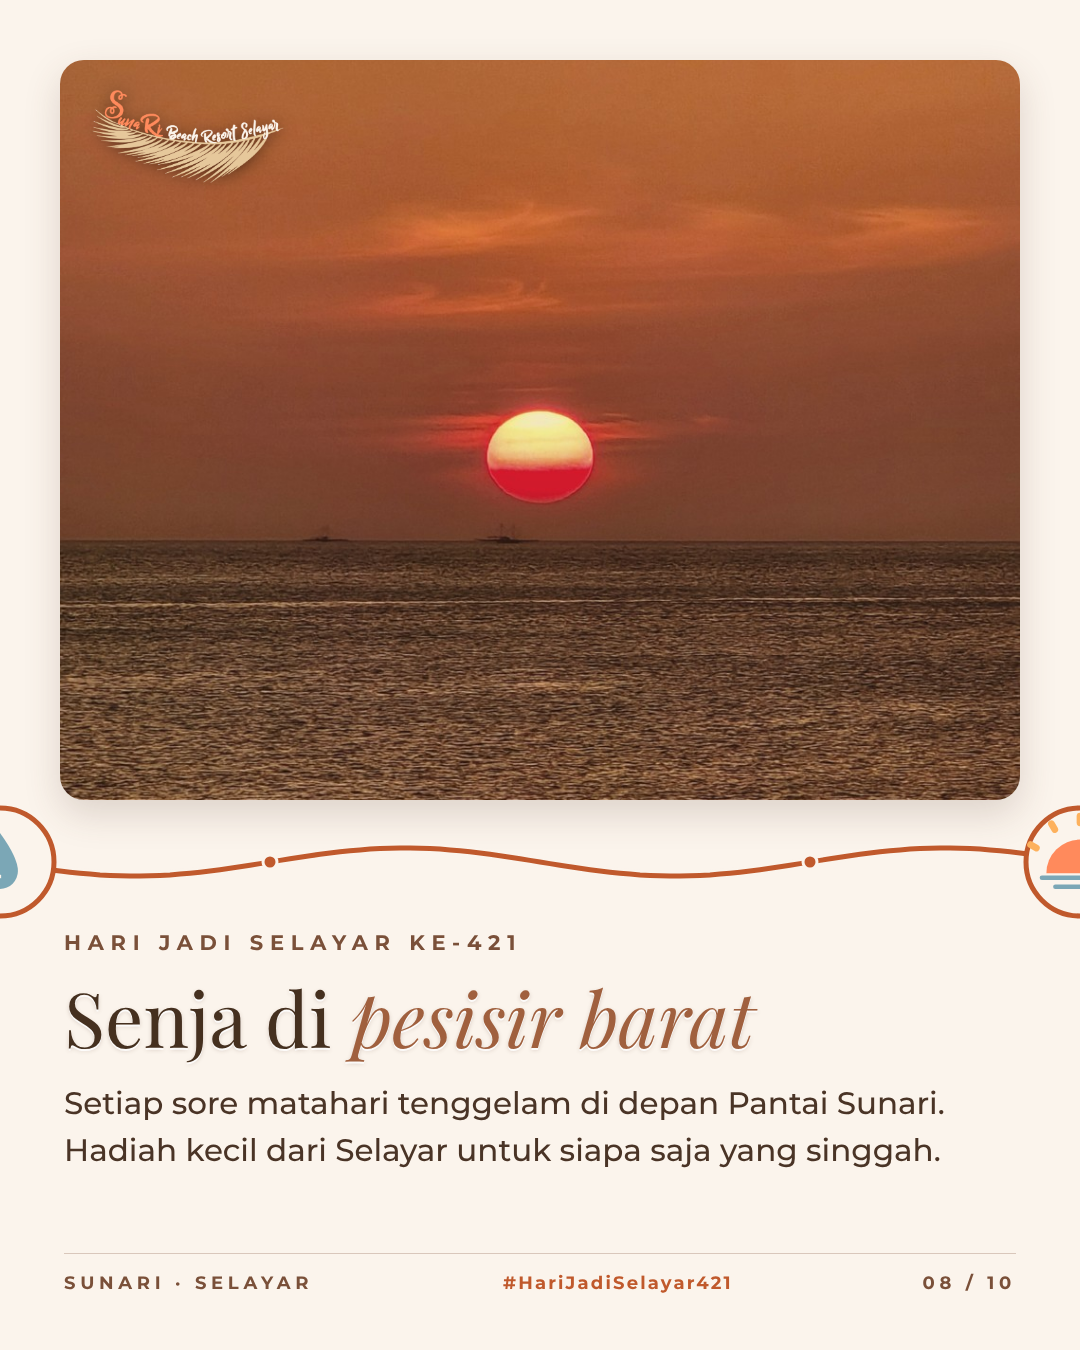 SunaRi Beach Resort Selayar
HARI JADI SELAYAR KE-421
Senja di pesisir barat
Setiap sore matahari tenggelam di depan Pantai Sunari.
Hadiah kecil dari Selayar untuk siapa saja yang singgah.
SUNARI · SELAYAR
#HariJadiSelayar421
08 / 10